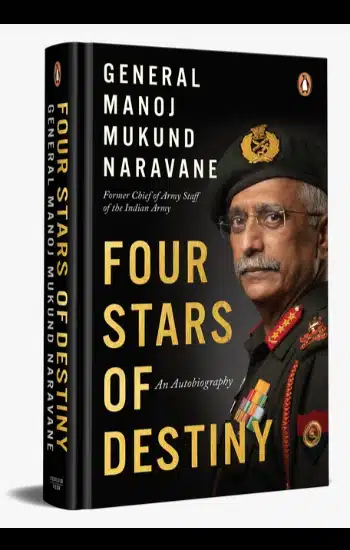 GENERAL
MANOJ
MUKUND
NARAVANE
Former Chief of Army Staff
of the Indian Army
FOUR
STARS
OF
An Autobiography
DESTINY
FOUR STARS OF DESTINY
GENERAL MANOJ MUKUND NARAVANE